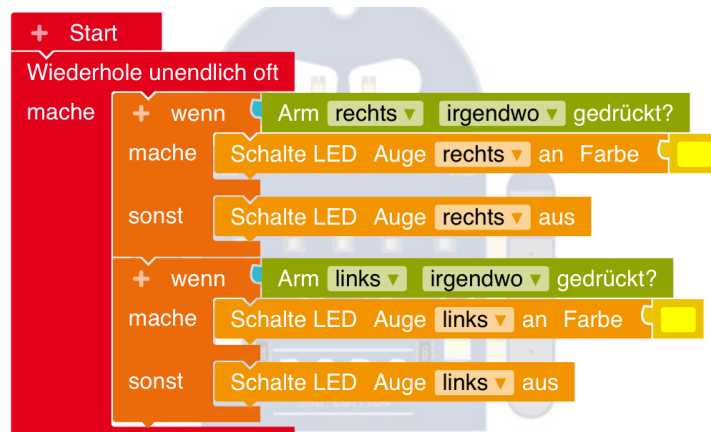 + Start
Wiederhole unendlich oft
mache + wenn Arm rechts ▾ irgendwo ▾ gedrückt?
mache Schalte LED Auge rechts ▾ an Farbe
sonst Schalte LED Auge rechts ▾ aus
+ wenn Arm links ▾ irgendwo ▾ gedrückt?
mache Schalte LED Auge links ▾ an Farbe
sonst Schalte LED Auge links ▾ aus